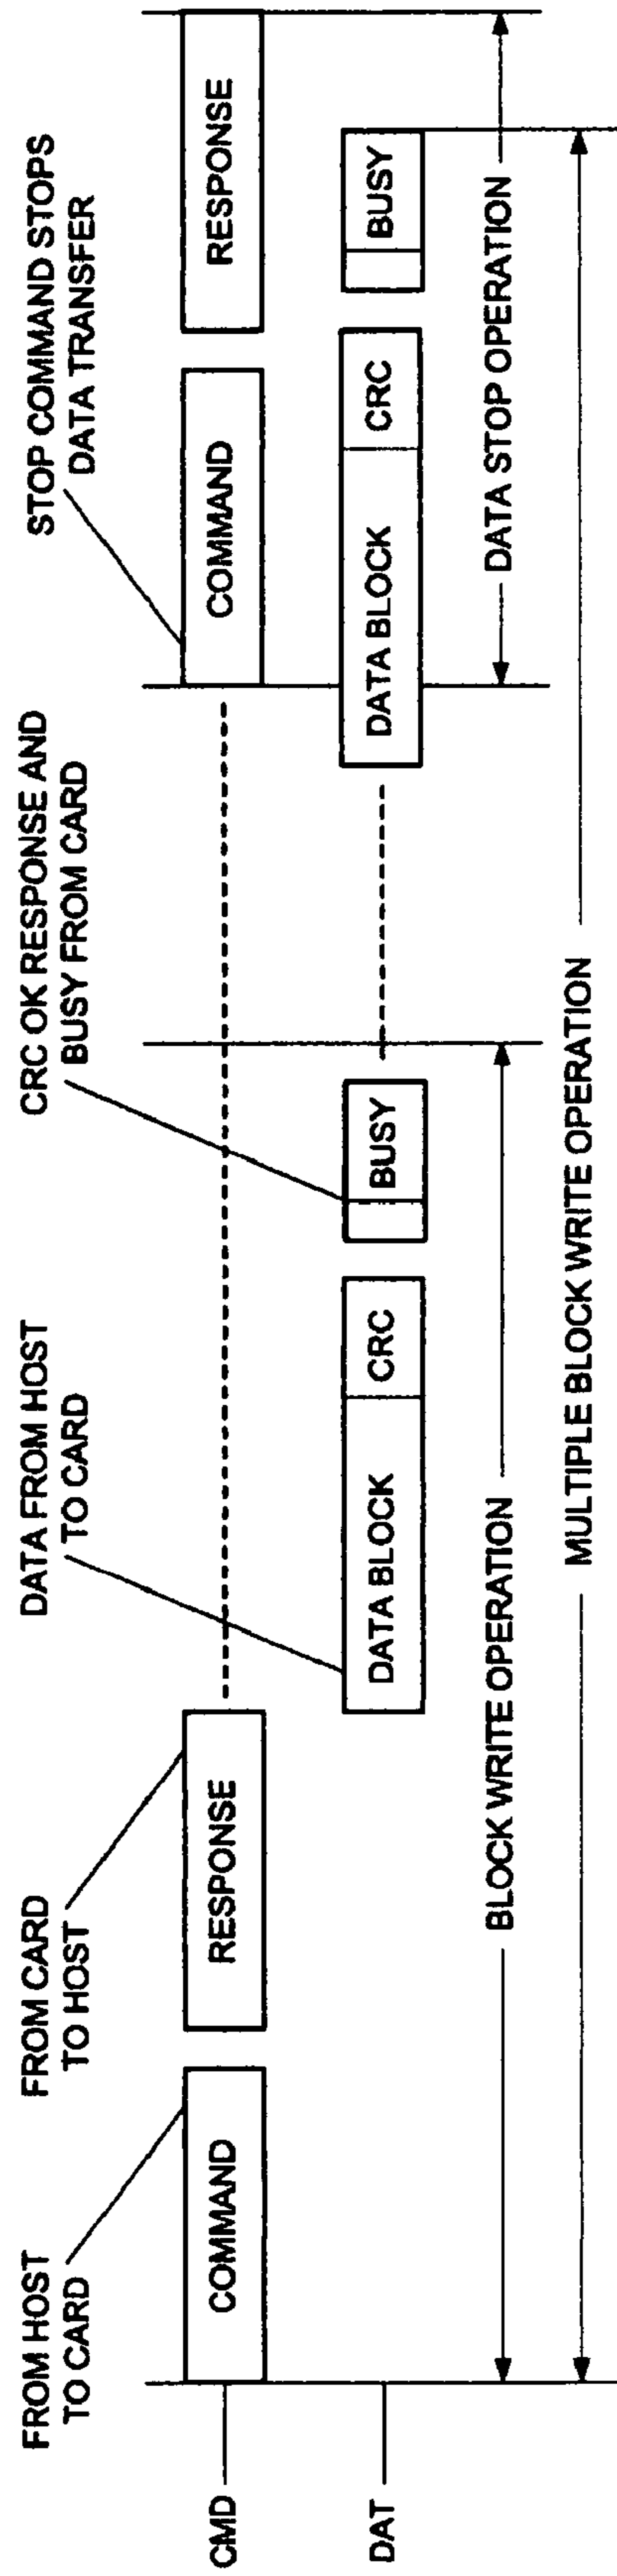 FROM HOST
TO CARD
FROM CARD
TO HOST
DATA FROM HOST
TO CARD
CRC OK RESPONSE AND
BUSY FROM CARD
STOP COMMAND STOPS
DATA TRANSFER
CMD
COMMAND
RESPONSE
COMMAND
RESPONSE
DAT
DATA BLOCK
CRC
BUSY
DATA BLOCK
CRC
BUSY
BLOCK WRITE OPERATION
DATA STOP OPERATION
MULTIPLE BLOCK WRITE OPERATION